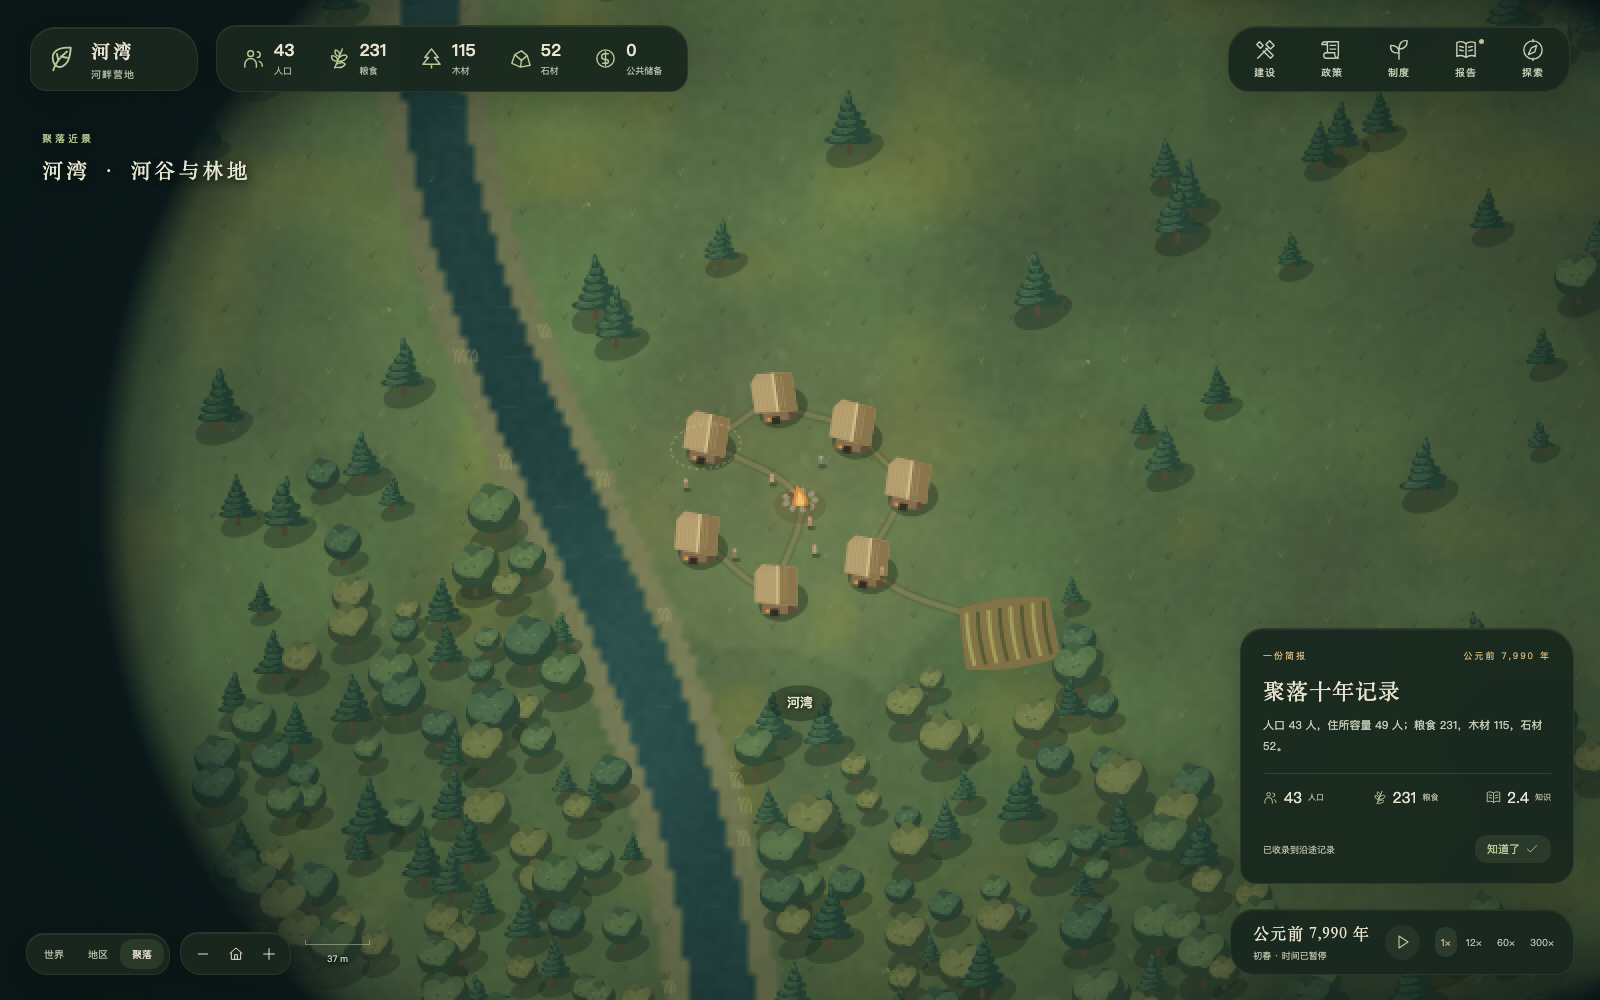 河湾
河畔营地
43
人口
231
粮食
115
木材
52
石材
0
公共储备
建设
政策
制度
报告
探索
聚落近景
河湾 · 河谷与林地
河湾
一份简报
公元前 7,990 年
聚落十年记录
人口 43 人，住所容量 49 人；粮食 231，木材 115，石材
52。
43 人口
231 粮食
2.4 知识
已收录到沿途记录
知道了
世界
地区
聚落
37 m
公元前 7,990 年
初春 · 时间已暂停
1×
12×
60×
300×